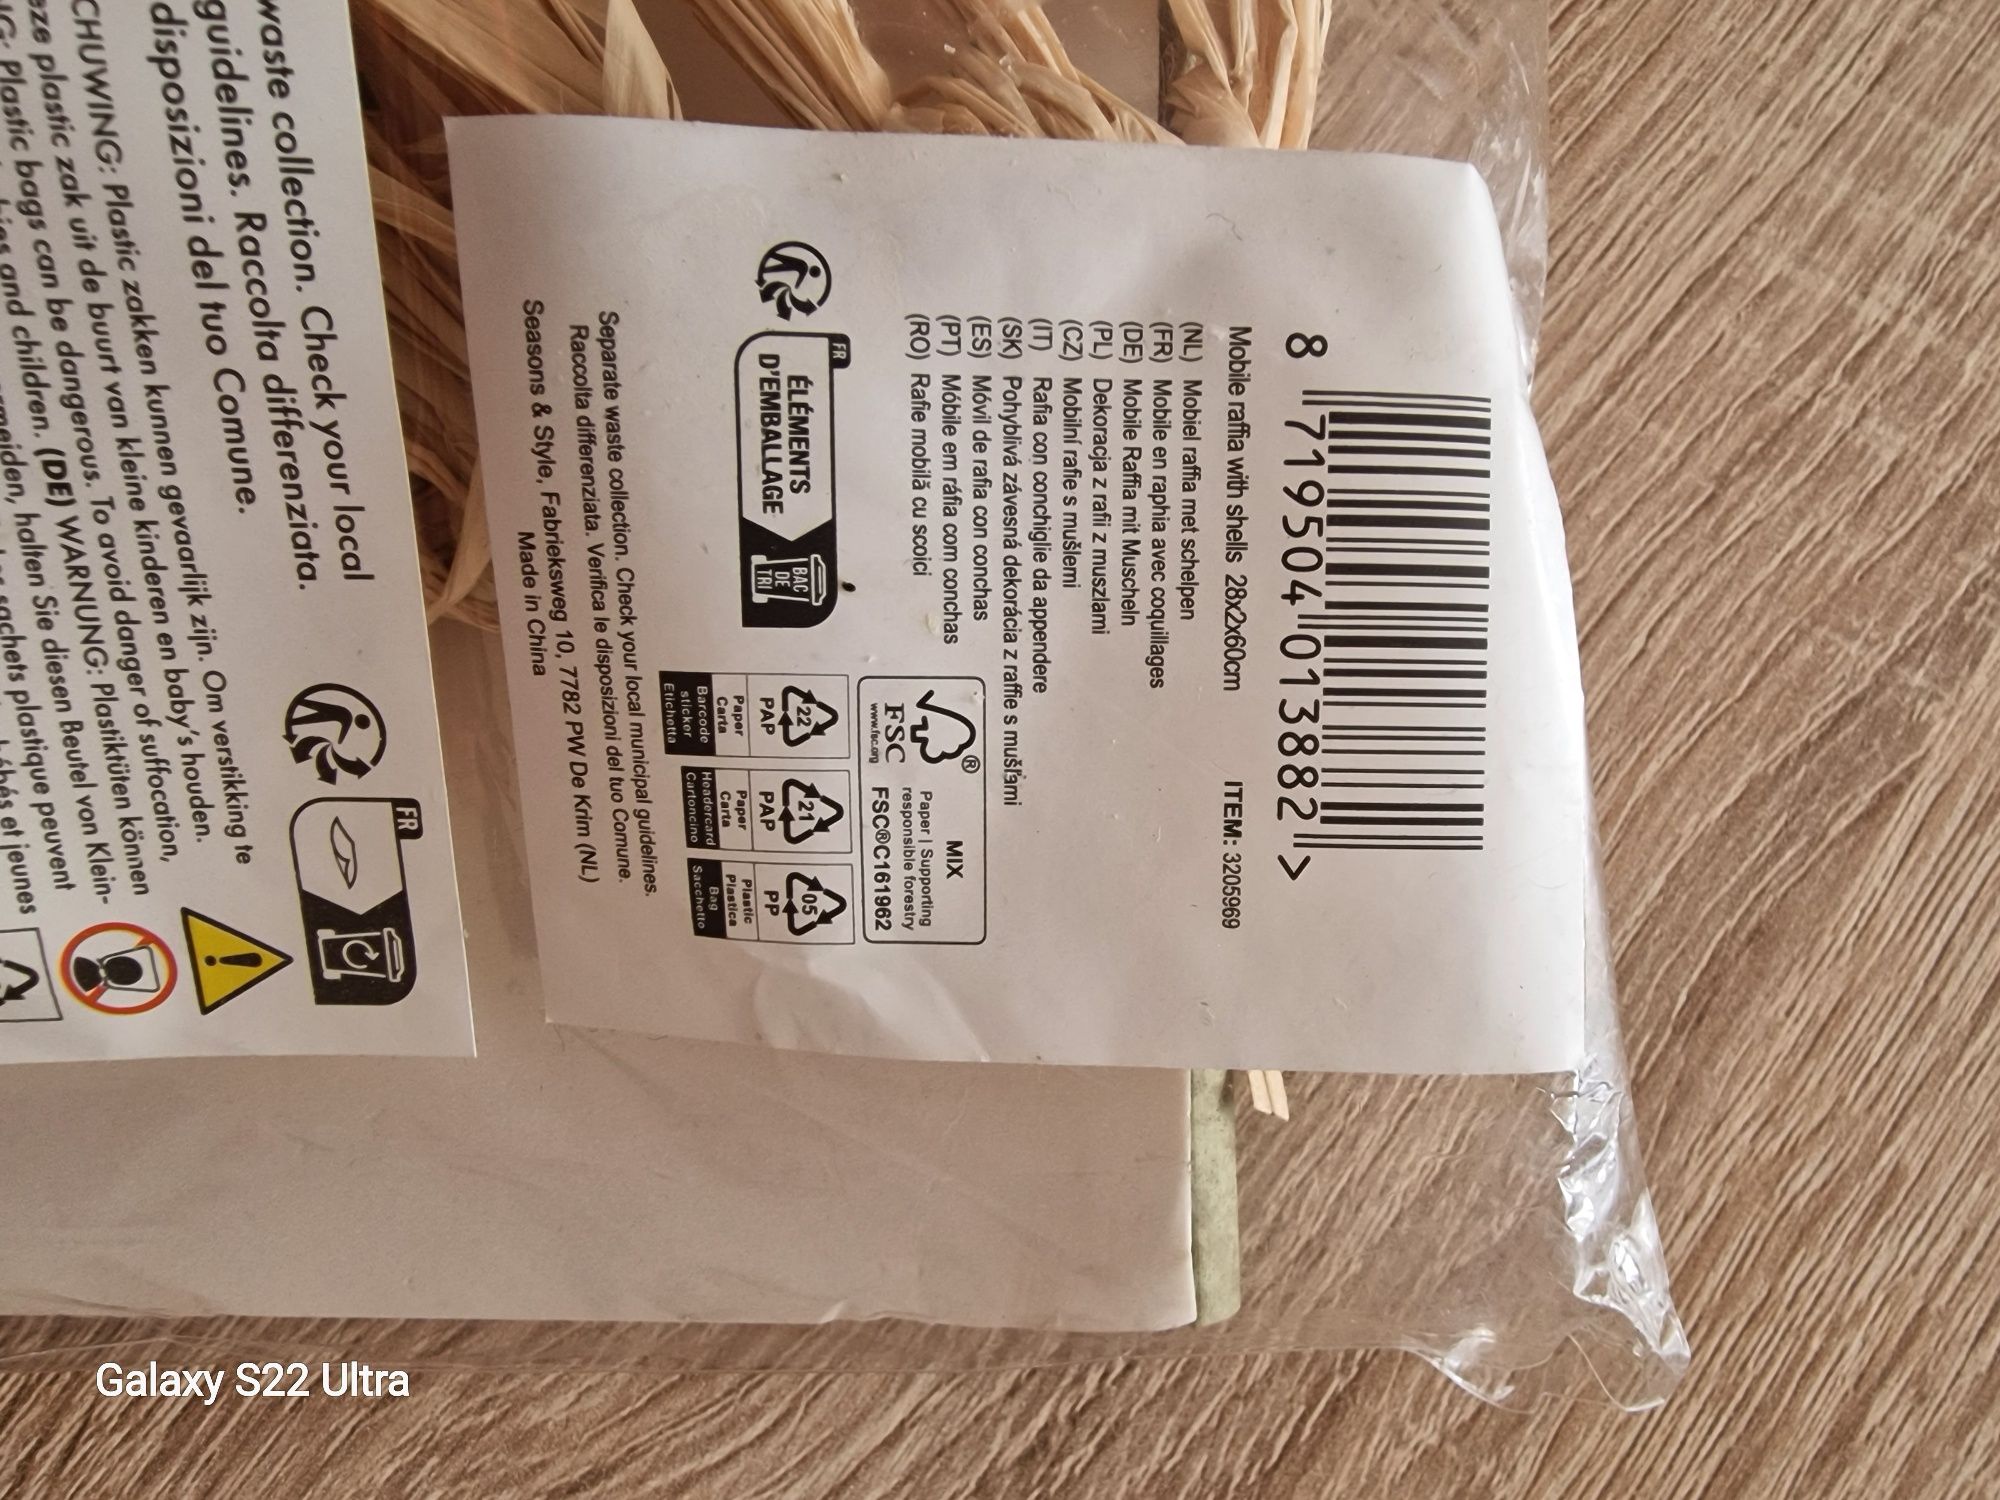 8 719504 013882 >
Mobile raffia with shells 28x2x60cm ITEM: 3205969
(NL) Mobiel raffia met schelpen
(FR) Mobile en raphia avec coquillages
(DE) Mobile Raffia mit Muscheln
(PL) Dekoracja z rafii z muszlami
(CZ) Mobilní rafie s mušlemi
(IT) Rafia con conchiglie da appendere
(SK) Pohyblivá závesná dekorácia z raffie s mušľami
(ES) Móvil de rafia con conchas
(PT) Móbile em ráfia com conchas
(RO) Rafie mobilă cu scoici
®
FSC
www.fsc.org
MIX
Paper | Supporting
responsible forestry
FSC®C161962
FR
ÉLÉMENTS
D'EMBALLAGE
BAC
DE
TRI
22
PAP
Paper
Carta
Barcode
sticker
Etichetta
21
PAP
Paper
Carta
Headercard
Cartoncino
05
PP
Plastic
Plastica
Bag
Sacchetto
Separate waste collection. Check your local municipal guidelines.
Raccolta differenziata. Verifica le disposizioni del tuo Comune.
Seasons & Style, Fabrieksweg 10, 7782 PW De Krim (NL)
Made in China
waste collection. Check your local
guidelines. Raccolta differenziata.
disposizioni del tuo Comune.
FR
CHUWING: Plastic zakken kunnen gevaarlijk zijn. Om verstikking te
eze plastic zak uit de buurt van kleine kinderen en baby's houden.
G: Plastic bags can be dangerous. To avoid danger of suffocation,
and children. (DE) WARNUNG: Plastiktüten können
halten Sie diesen Beutel von Klein-
sachets plastique peuvent
et jeunes
Galaxy S22 Ultra